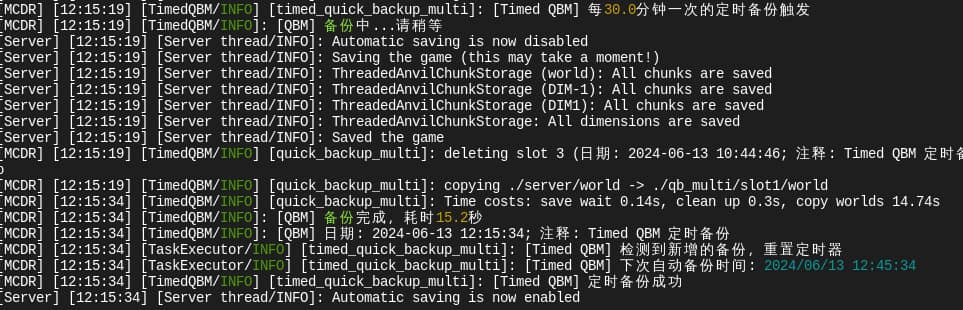 [MCDR] [12:15:19] [TimedQBM/INFO] [timed_quick_backup_multi]: [Timed QBM] 每30.0分钟一次的定时备份触发
[MCDR] [12:15:19] [TimedQBM/INFO]: [QBM] 备份中...请稍等
[Server] [12:15:19] [Server thread/INFO]: Automatic saving is now disabled
[Server] [12:15:19] [Server thread/INFO]: Saving the game (this may take a moment!)
[Server] [12:15:19] [Server thread/INFO]: ThreadedAnvilChunkStorage (world): All chunks are saved
[Server] [12:15:19] [Server thread/INFO]: ThreadedAnvilChunkStorage (DIM-1): All chunks are saved
[Server] [12:15:19] [Server thread/INFO]: ThreadedAnvilChunkStorage (DIM1): All chunks are saved
[Server] [12:15:19] [Server thread/INFO]: ThreadedAnvilChunkStorage: All dimensions are saved
[Server] [12:15:19] [Server thread/INFO]: Saved the game
[MCDR] [12:15:19] [TimedQBM/INFO] [quick_backup_multi]: deleting slot 3 (日期: 2024-06-13 10:44:46; 注释: Timed QBM 定时备
[MCDR] [12:15:19] [TimedQBM/INFO] [quick_backup_multi]: copying ./server/world -> ./qb_multi/slot1/world
[MCDR] [12:15:34] [TimedQBM/INFO] [quick_backup_multi]: Time costs: save wait 0.14s, clean up 0.3s, copy worlds 14.74s
[MCDR] [12:15:34] [TimedQBM/INFO]: [QBM] 备份完成, 耗时15.2秒
[MCDR] [12:15:34] [TimedQBM/INFO]: [QBM] 日期: 2024-06-13 12:15:34; 注释: Timed QBM 定时备份
[MCDR] [12:15:34] [TaskExecutor/INFO] [timed_quick_backup_multi]: [Timed QBM] 检测到新增的备份, 重置定时器
[MCDR] [12:15:34] [TaskExecutor/INFO] [timed_quick_backup_multi]: [Timed QBM] 下次自动备份时间: 2024/06/13 12:45:34
[MCDR] [12:15:34] [TimedQBM/INFO] [timed_quick_backup_multi]: [Timed QBM] 定时备份成功
[Server] [12:15:34] [Server thread/INFO]: Automatic saving is now enabled